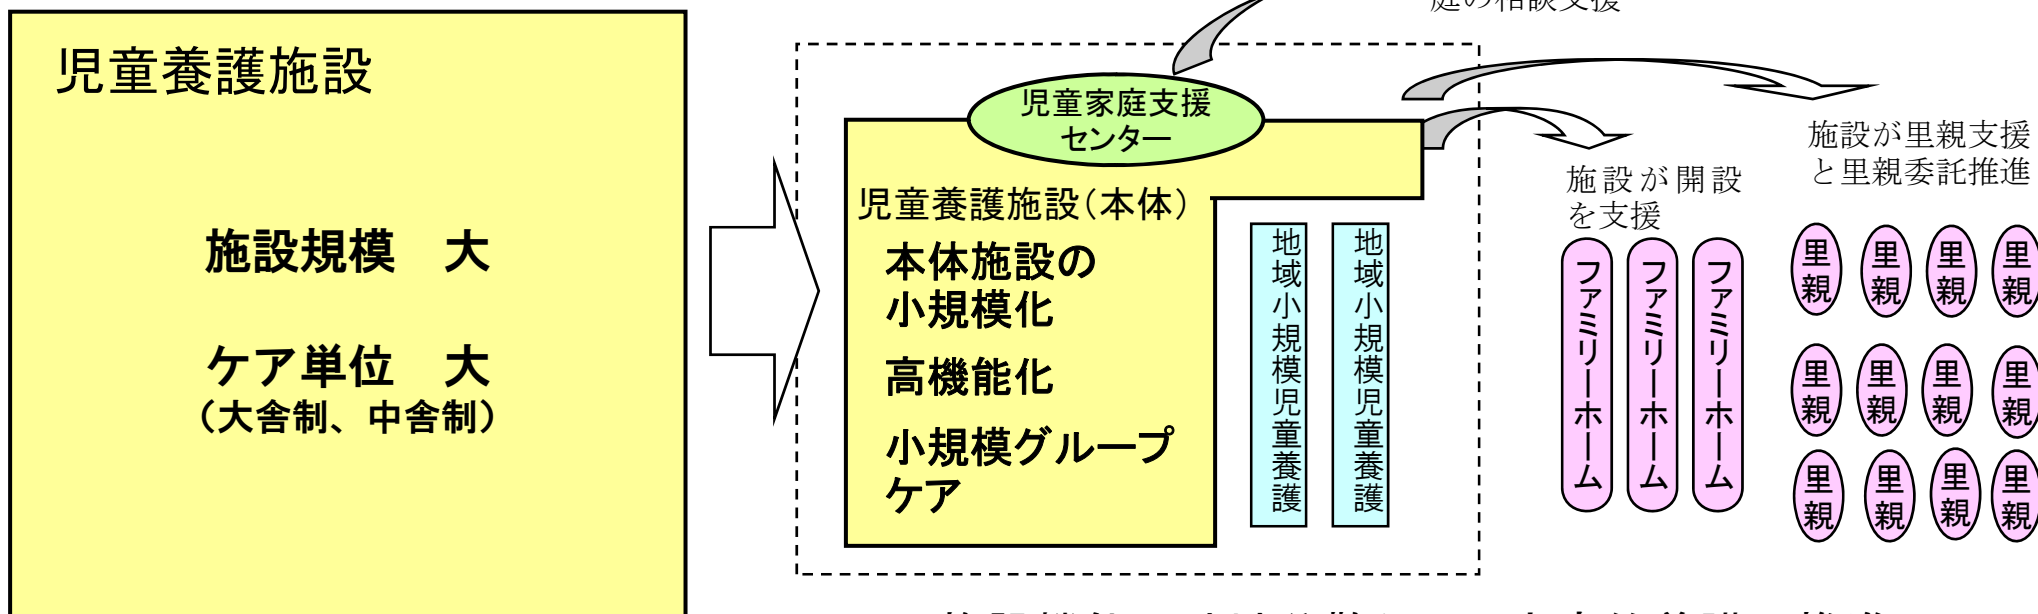 庭の相談支援
児童養護施設
施設規模　大
ケア単位　大
（大舎制、中舎制）
児童家庭支援
センター
児童養護施設（本体）
本体施設の
小規模化
高機能化
小規模グループ
ケア
地域小規模児童養護
地域小規模児童養護
施設が開設
を支援
ファミリーホーム
ファミリーホーム
ファミリーホーム
施設が里親支援
と里親委託推進
里親
里親
里親
里親
里親
里親
里親
里親
里親
里親
里親
里親